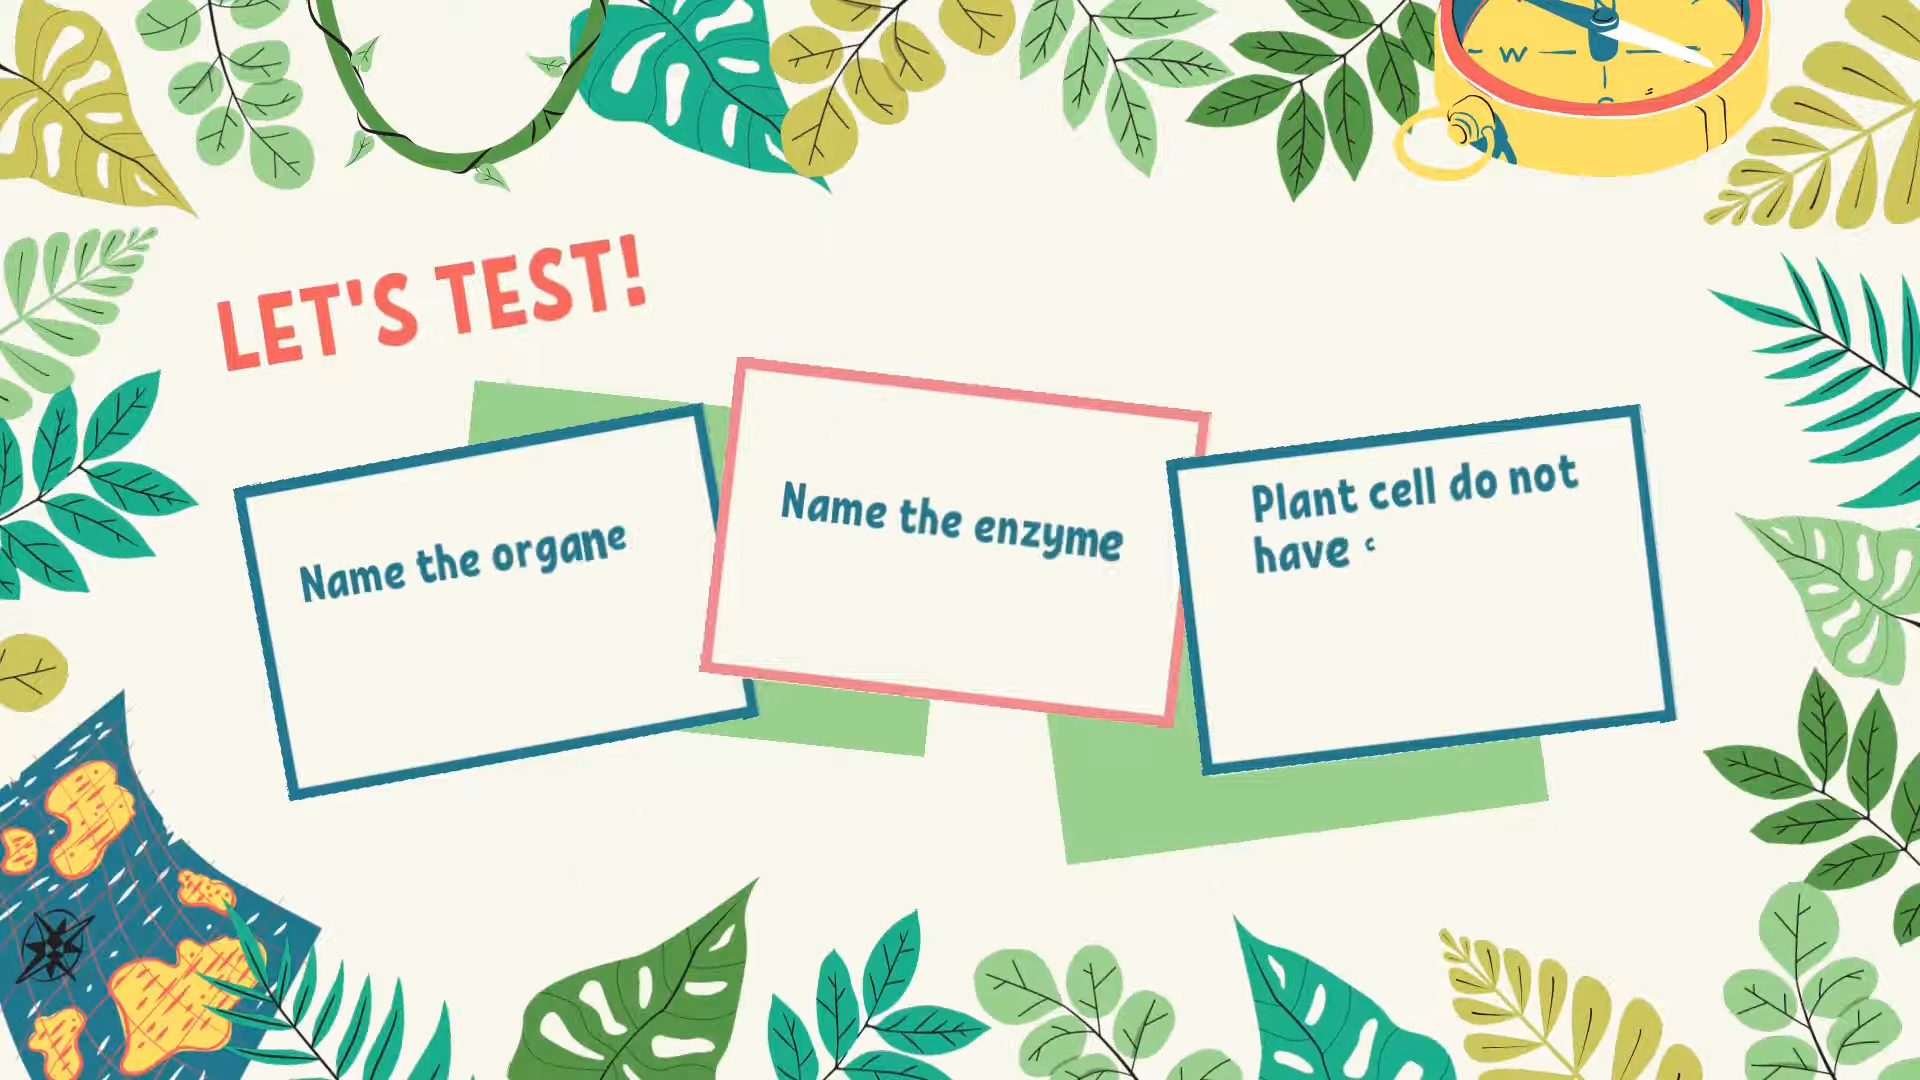 W
S
LET'S TEST!
Name the organe
Name the enzyme
Plant cell do not
have c